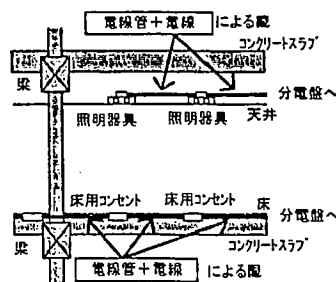 電線管+電線 による配
コンクリートスラブ
梁
分電盤へ
天井
照明器具 照明器具
床用コンセント 床用コンセント 床
分電盤へ
梁
コンクリートスラブ
電線管+電線 による配